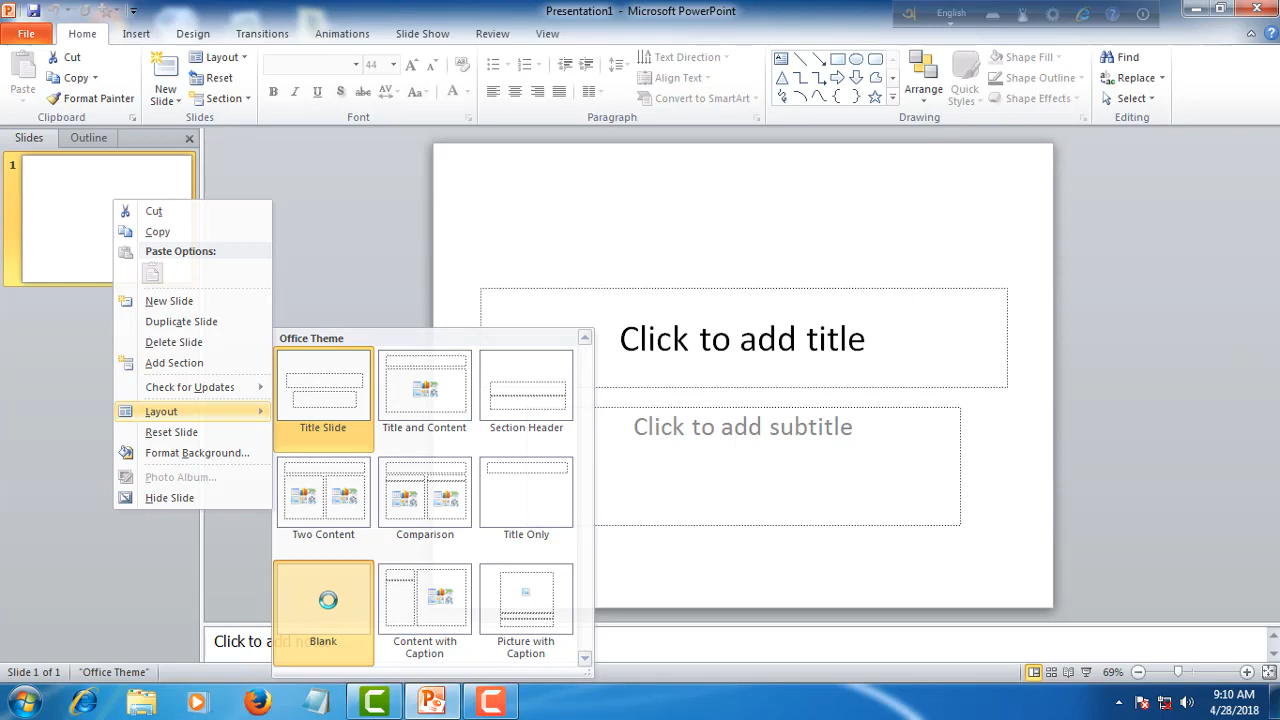 Presentation1 - Microsoft PowerPoint
English
File Home Insert Design Transitions Animations Slide Show Review View
Paste
Cut
Copy
Format Painter
Clipboard
New Slide
Layout
Reset
Section
Slides
44
B I U S abc AV Aa A
Font
Text Direction
Align Text
Convert to SmartArt
Paragraph
Arrange
Quick Styles
Shape Fill
Shape Outline
Shape Effects
Drawing
Find
Replace
Select
Editing
Slides Outline
1
Cut
Copy
Paste Options:
New Slide
Duplicate Slide
Delete Slide
Add Section
Check for Updates
Layout
Reset Slide
Format Background...
Photo Album...
Hide Slide
Office Theme
Title Slide
Title and Content
Section Header
Two Content
Comparison
Title Only
Blank
Content with Caption
Picture with Caption
Click to add title
Click to add subtitle
Click to add
Slide 1 of 1
"Office Theme"
69%
9:10 AM
4/28/2018